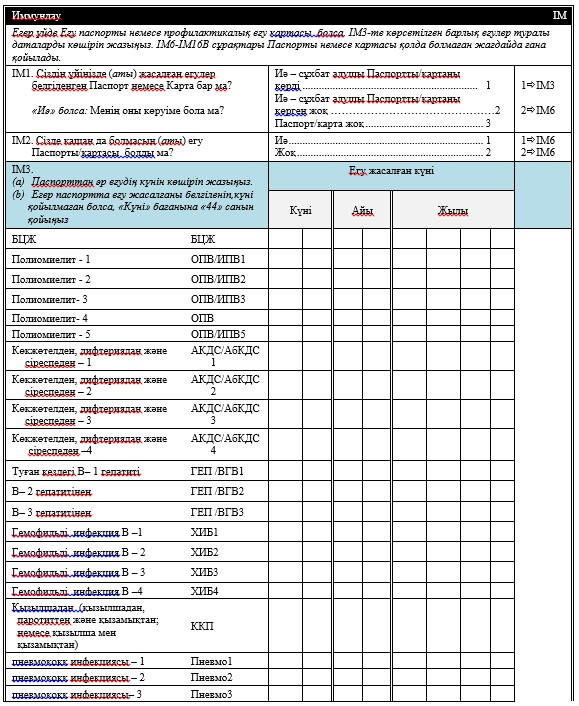 Иммундау IM
Егер үйде Егу паспорты немесе профилактикалық егу картасы болса, IM3-те көрсетілген барлық егулер туралы
даталарды көшіріп жазыңыз. IM6-IM16B сұрақтары Паспорты немесе картасы қолда болмаған жағдайда ғана
қойылады.
IM1. Сіздің үйіңізде (аты) жасалған егулер
белгіленген Паспорт немесе Карта бар ма?
«Иә» болса: Менің оны көруіме бола ма?
Иә – сұхбат алушы Паспортты/картаны
көрді 1
Иә – сұхбат алушы Паспортты/картаны
көрген жоқ 2
Паспорт/карта жоқ 3
1⇨IM3
2⇨IM6
IM2. Сізде қашан да болмасын (аты) егу
Паспорты/картасы болды ма?
Иә 1
Жоқ 2
1⇨IM6
2⇨IM6
IM3.
(a) Паспорттан әр егудің күнін көшіріп жазыңыз.
(b) Егер паспортта егу жасалғаны белгіленіп,күні
қойылмаған болса, «Күні» бағанына «44» санын
қойыңыз
Егу жасалған күні
Күні Айы Жылы
БЦЖ БЦЖ
Полиомиелит - 1 ОПВ/ИПВ1
Полиомиелит - 2 ОПВ/ИПВ2
Полиомиелит- 3 ОПВ/ИПВ3
Полиомиелит- 4 ОПВ
Полиомиелит - 5 ОПВ/ИПВ5
Көкжөтелден, дифтериядан және
сіреспеден – 1
АКДС/АбКДС
1
Көкжөтелден, дифтериядан және
сіреспеден – 2
АКДС/АбКДС
2
Көкжөтелден, дифтериядан және
сіреспеден – 3
АКДС/АбКДС
3
Көкжөтелден, дифтериядан және
сіреспеден –4
АКДС/АбКДС
4
Туған кездегі В– 1 гепатиті ГЕП /ВГВ1
В– 2 гепатитінен ГЕП /ВГВ2
В– 3 гепатитінен ГЕП /ВГВ3
Гемофильді инфекция В –1 ХИБ1
Гемофильді инфекция В – 2 ХИБ2
Гемофильді инфекция В – 3 ХИБ3
Гемофильді инфекция В –4 ХИБ4
Қызылшадан (қызылшадан,
паротиттен және қызамықтан;
немесе қызылша мен
қызамықтан)
ККП
пневмококк инфекциясы – 1 Пневмо1
пневмококк инфекциясы – 2 Пневмо2
пневмококк инфекциясы– 3 Пневмо3